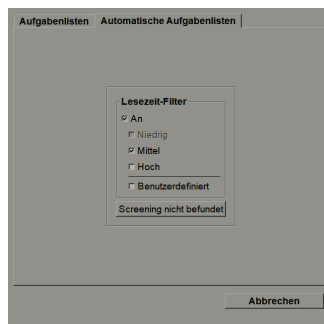 Aufgabenlisten Automatische Aufgabenlisten
Lesezeit-Filter
An
Niedrig
Mittel
Hoch
Benutzerdefiniert
Screening nicht befundet
Abbrechen